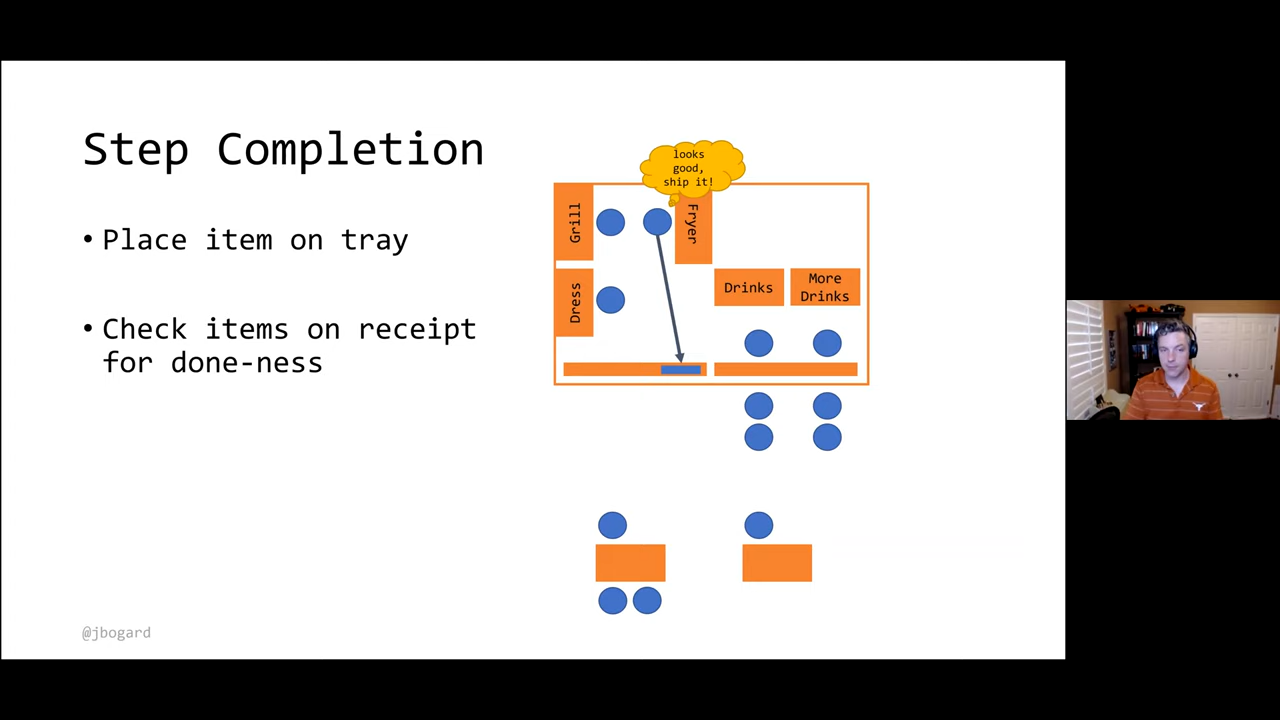 Step Completion
• Place item on tray
• Check items on receipt
for done-ness
looks
good,
ship it!
Grill
Fryer
Dress
Drinks
More
Drinks
@jbogard